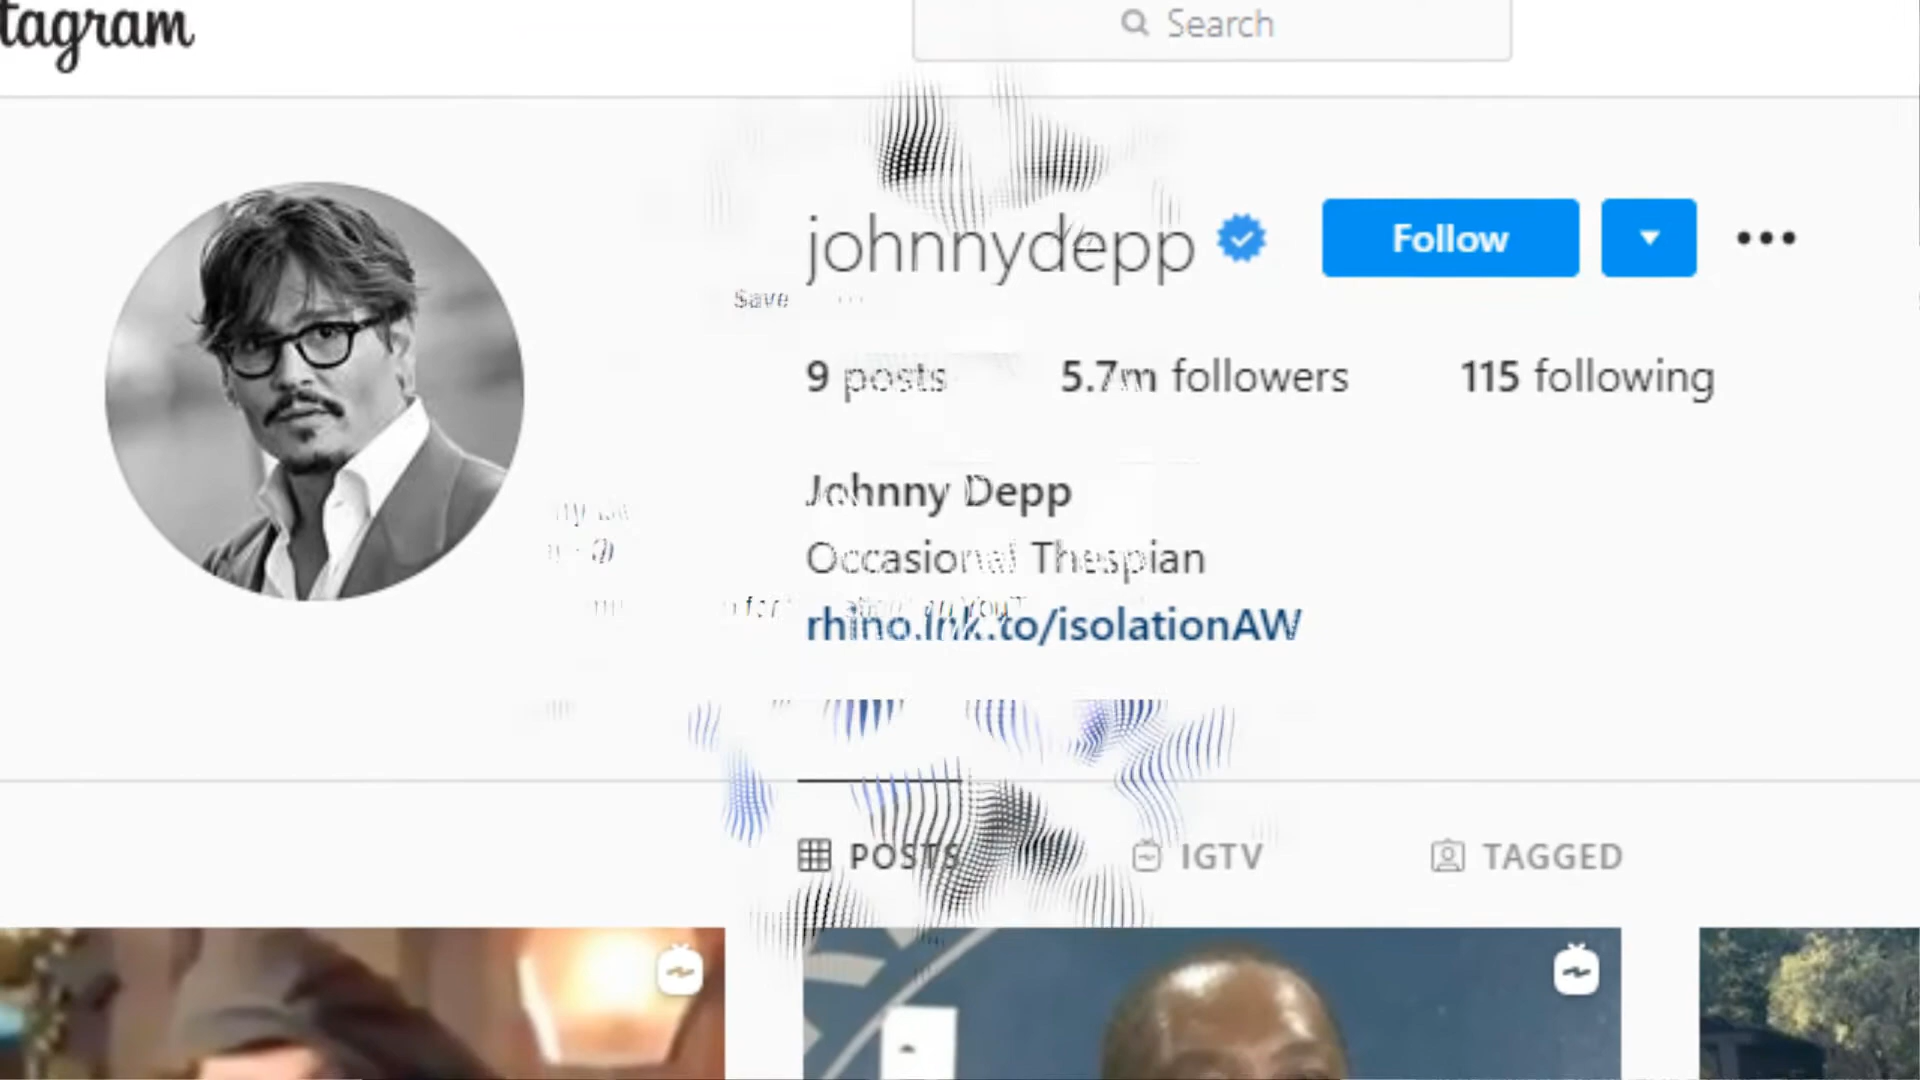 tagram
Search
johnnydepp
Follow
Save
9 posts 5.7m followers 115 following
Johnny Depp
Occasional Thespian
rhino.lnk.to/isolationAW
POSTS IGTV TAGGED